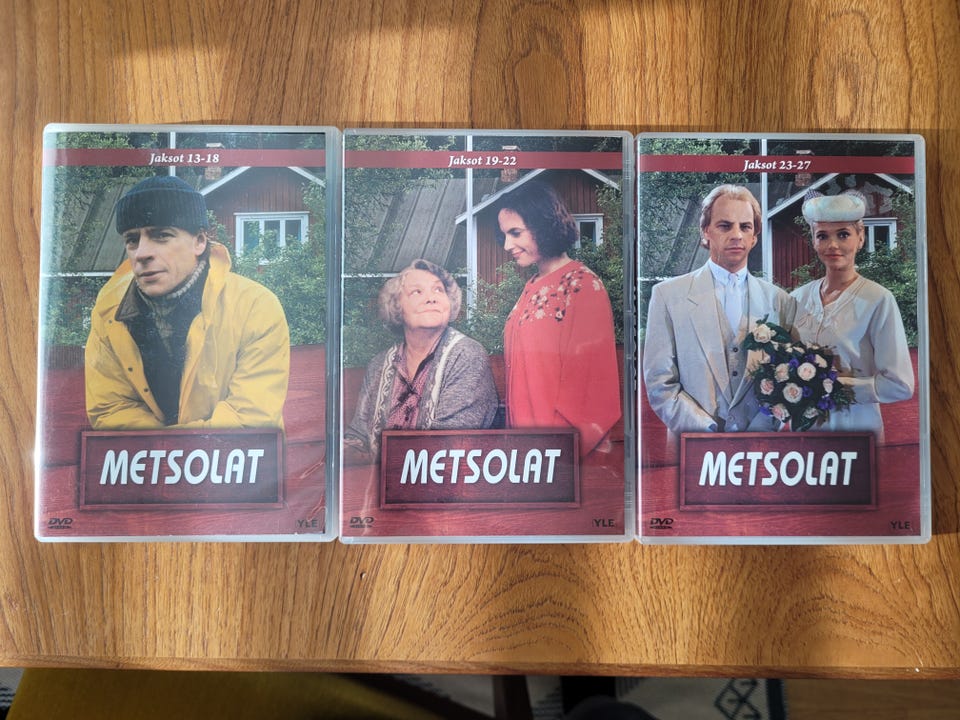 Jaksot 13-18
METSOLAT
DVD
YLE
Jaksot 19-22
METSOLAT
DVD
YLE
Jaksot 23-27
METSOLAT
DVD
YLE